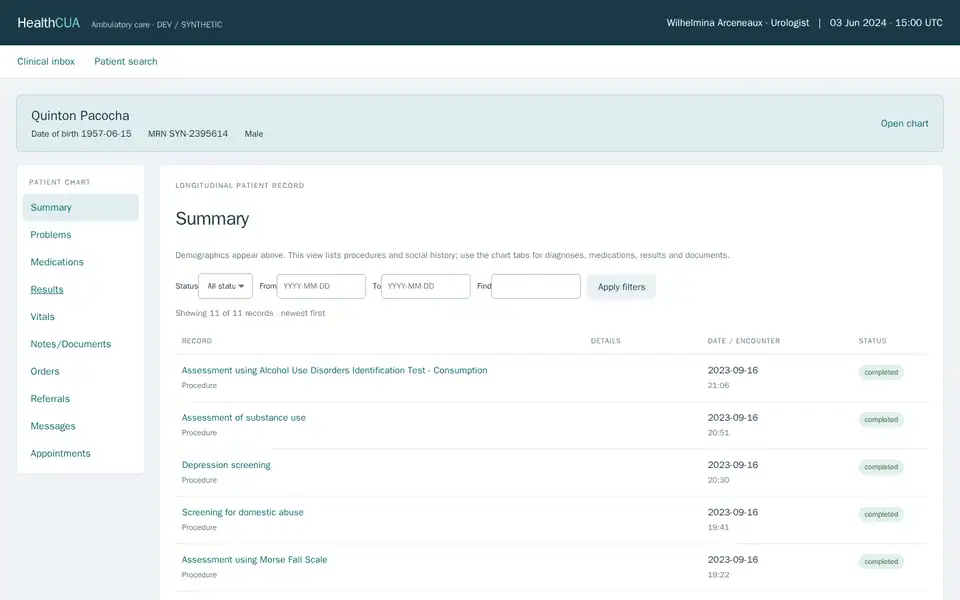 HealthCUA Ambulatory care · DEV / SYNTHETIC Wilhelmina Arceneaux · Urologist | 03 Jun 2024 · 15:00 UTC
Clinical inbox Patient search
Quinton Pacocha
Date of birth 1957-06-15 MRN SYN-2395614 Male
Open chart
PATIENT CHART
Summary
Problems
Medications
Results
Vitals
Notes/Documents
Orders
Referrals
Messages
Appointments
LONGITUDINAL PATIENT RECORD
Summary
Demographics appear above. This view lists procedures and social history; use the chart tabs for diagnoses, medications, results and documents.
Status All statu From YYYY-MM-DD To YYYY-MM-DD Find Apply filters
Showing 11 of 11 records newest first
RECORD DETAILS DATE / ENCOUNTER STATUS
Assessment using Alcohol Use Disorders Identification Test - Consumption 2023-09-16 completed
Procedure 21:06
Assessment of substance use 2023-09-16 completed
Procedure 20:51
Depression screening 2023-09-16 completed
Procedure 20:30
Screening for domestic abuse 2023-09-16 completed
Procedure 19:41
Assessment using Morse Fall Scale 2023-09-16 completed
Procedure 19:22